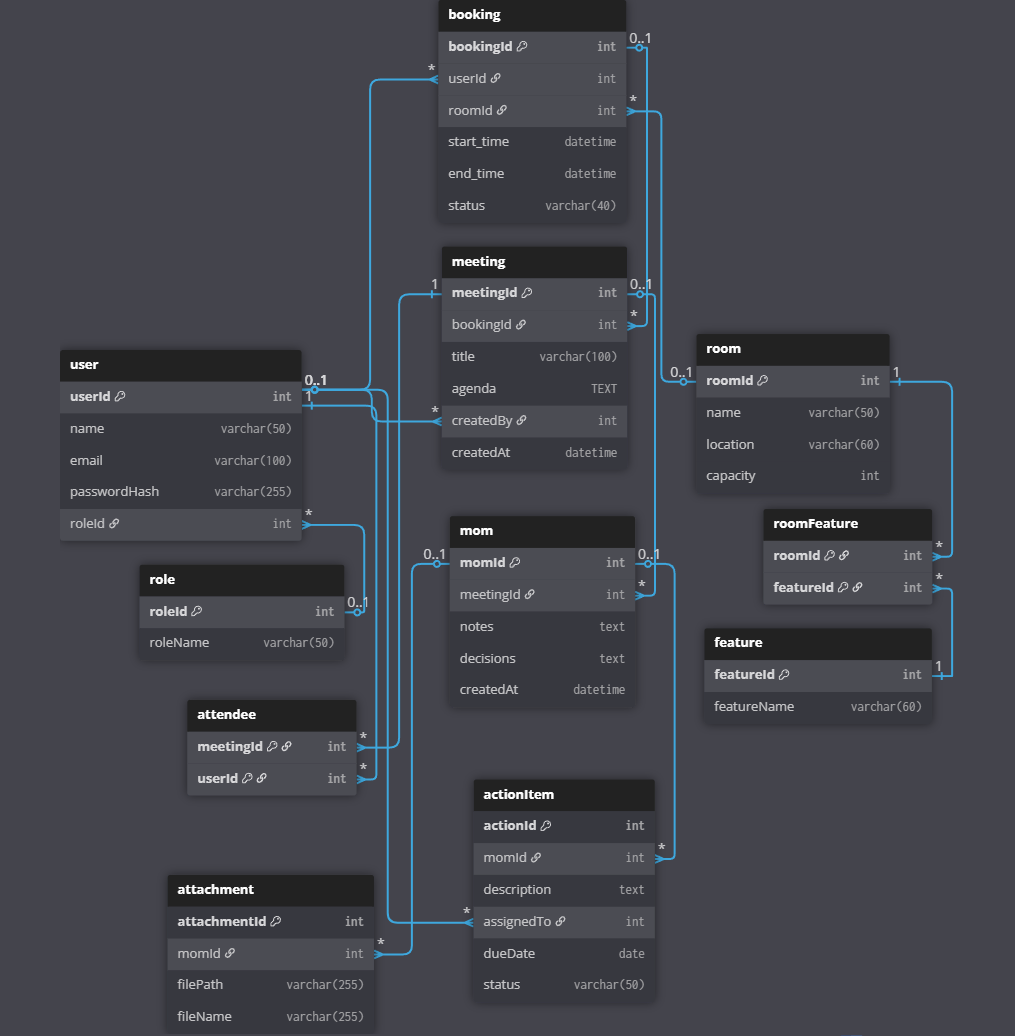 booking
bookingId int 0..1
* userId int
roomId int *
start_time datetime
end_time datetime
status varchar(40)
meeting
1 meetingId int 0..1
bookingId int *
title varchar(100)
agenda TEXT
* createdBy int
createdAt datetime
room
0..1 roomId int 1
name varchar(50)
location varchar(60)
capacity int
user
0..1
userId int 1
name varchar(50)
email varchar(100)
passwordHash varchar(255)
roleId int *
roomFeature
roomId int *
featureId int *
mom
0..1 momId int 0..1
meetingId int *
notes text
decisions text
createdAt datetime
role
roleId int 0..1
roleName varchar(50)
feature
featureId int 1
featureName varchar(60)
attendee
meetingId int *
userId int *
actionItem
actionId int
momId int *
description text
* assignedTo int
dueDate date
status varchar(50)
attachment
attachmentId int
momId int *
filePath varchar(255)
fileName varchar(255)